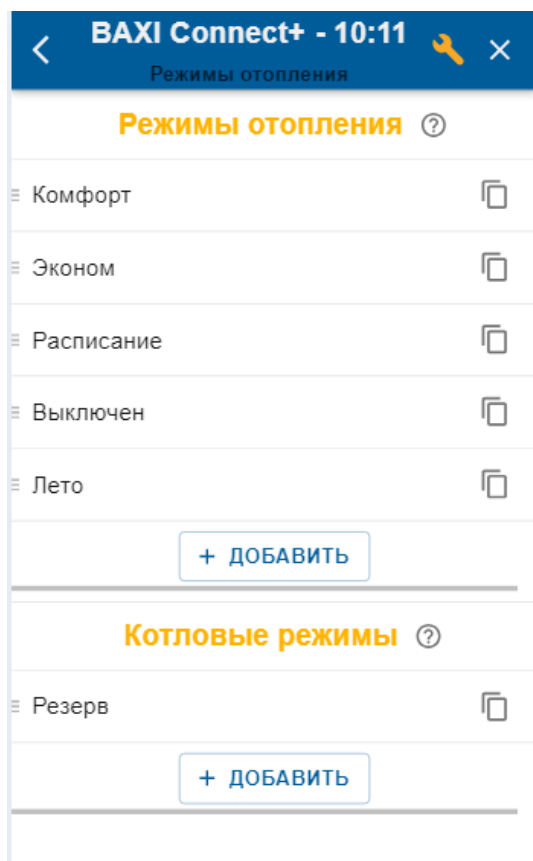 BAXI Connect+ - 10:11
Режимы отопления
Режимы отопления
Комфорт
Эконом
Расписание
Выключен
Лето
+ ДОБАВИТЬ
Котловые режимы
Резерв
+ ДОБАВИТЬ